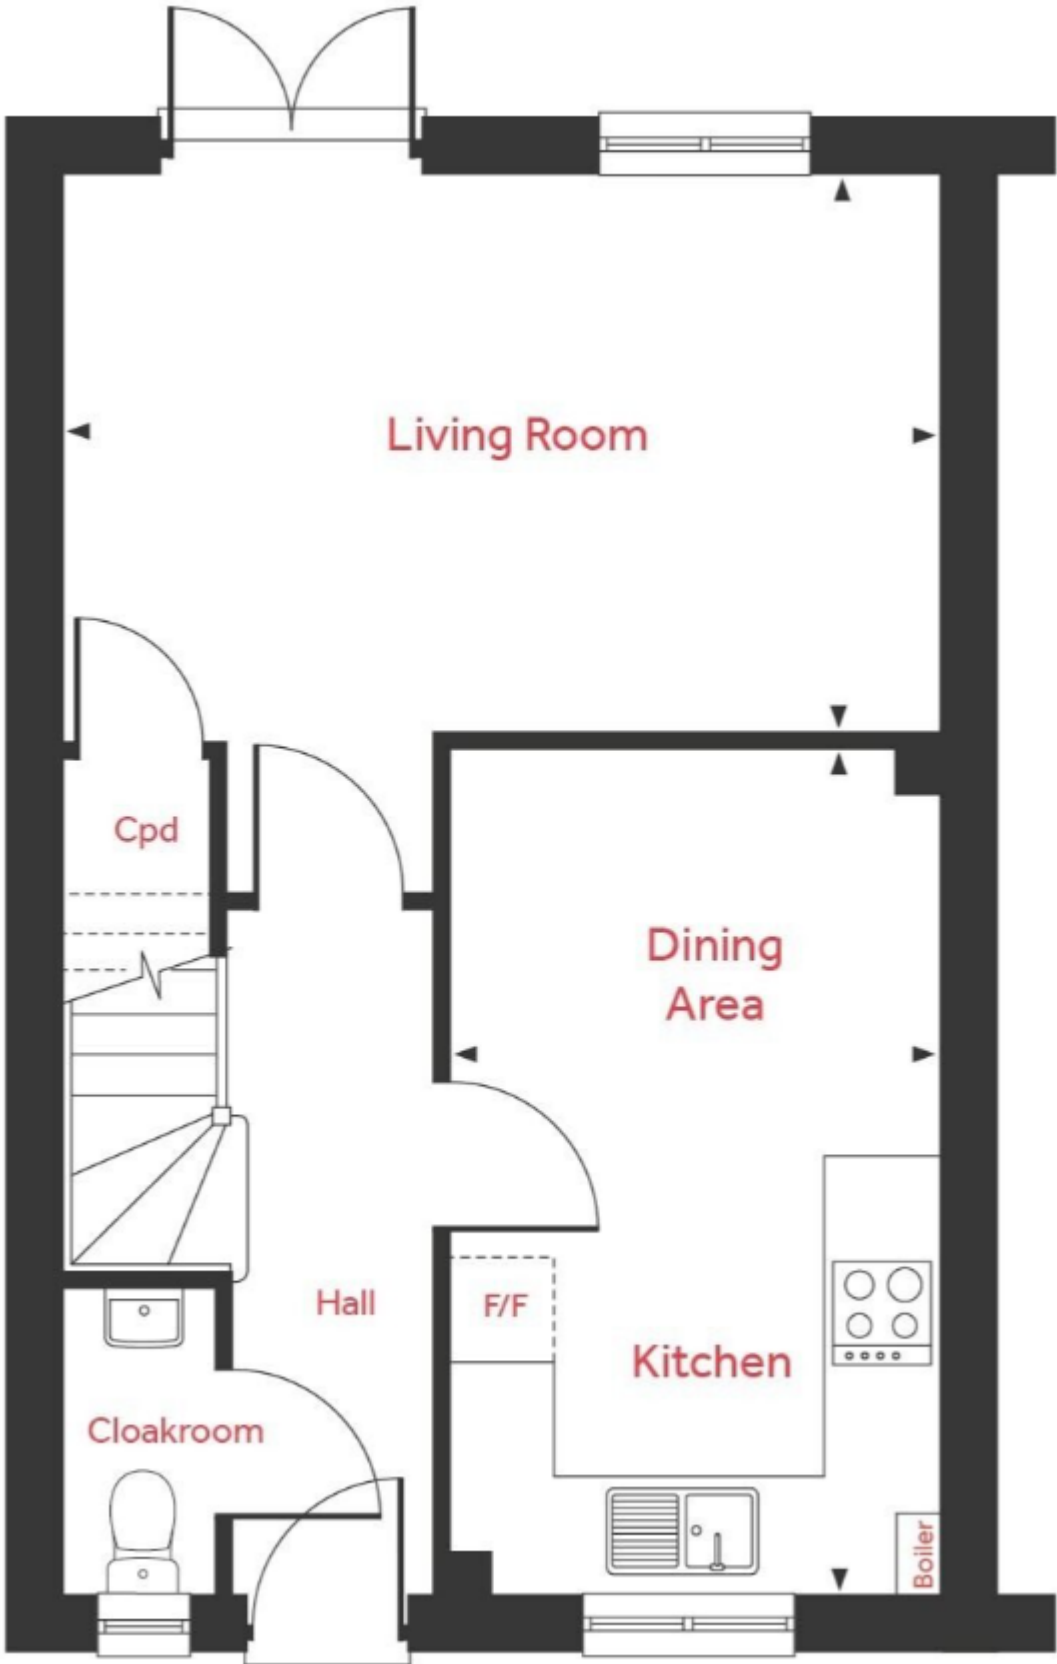 Living Room
Cpd
Dining
Area
Hall
F/F
Kitchen
Cloakroom
Boiler